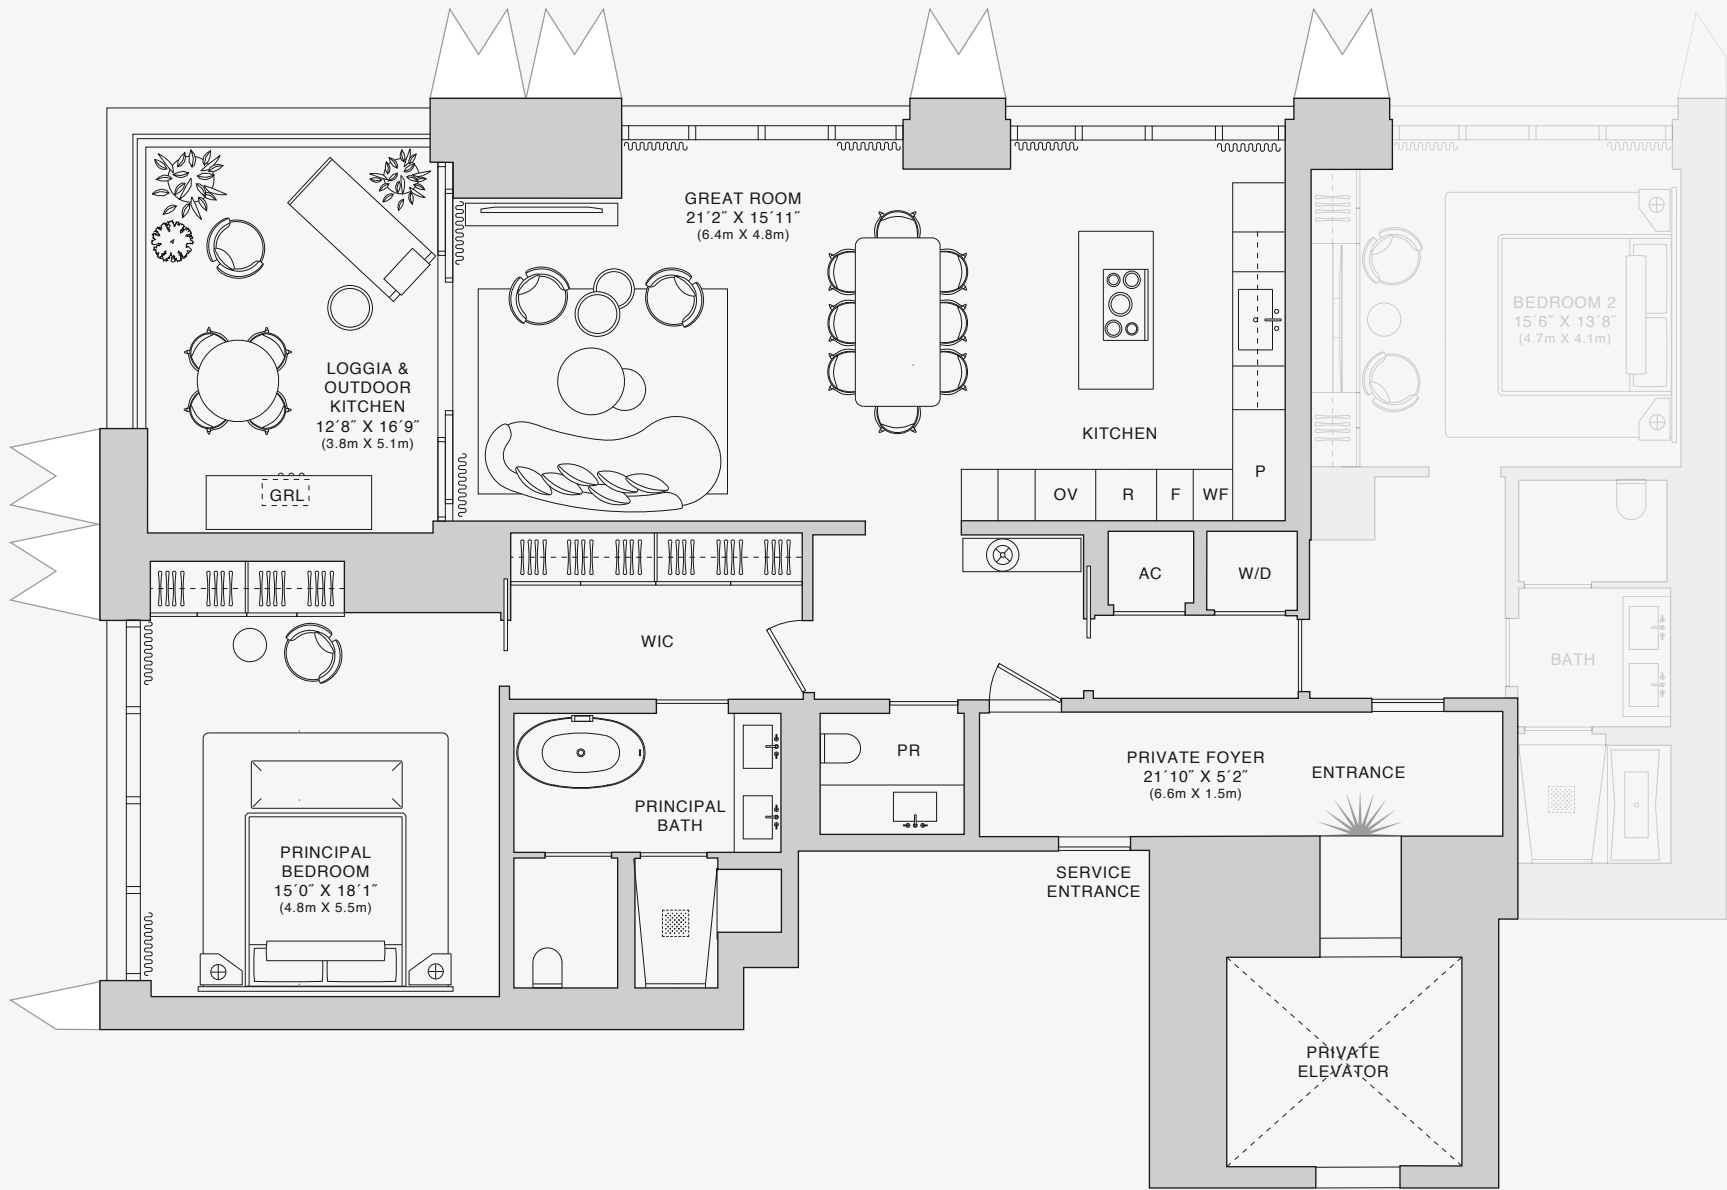 GREAT ROOM
21´2˝ X 15´11˝
(6.4m X 4.8m)
BEDROOM 2
15´6˝ X 13´8˝
(4.7m X 4.1m)
LOGGIA &
OUTDOOR
KITCHEN
12´8˝ X 16´9˝
(3.8m X 5.1m)
KITCHEN
GRL
OV
R
F
WF
P
AC
W/D
WIC
BATH
PR
PRIVATE FOYER
21´10˝ X 5´2˝
(6.6m X 1.5m)
ENTRANCE
PRINCIPAL
BATH
PRINCIPAL
BEDROOM
15´0˝ X 18´1˝
(4.8m X 5.5m)
SERVICE
ENTRANCE
PRIVATE
ELEVATOR